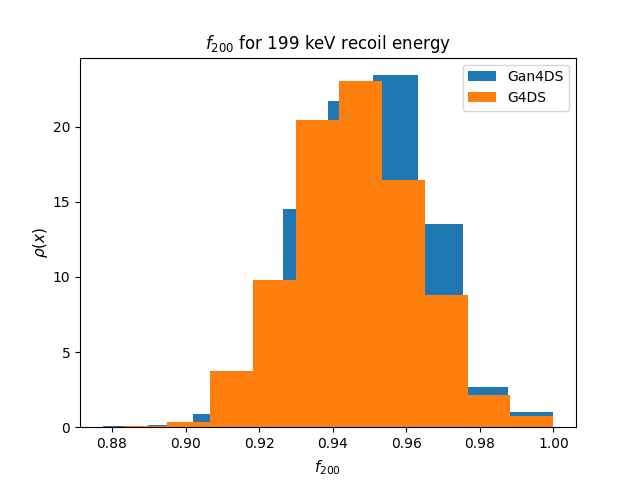 f₂₀₀ for 199 keV recoil energy
Gan4DS
G4DS
ρ(x)
20
15
10
5
0
0.88 0.90 0.92 0.94 0.96 0.98 1.00
f₂₀₀